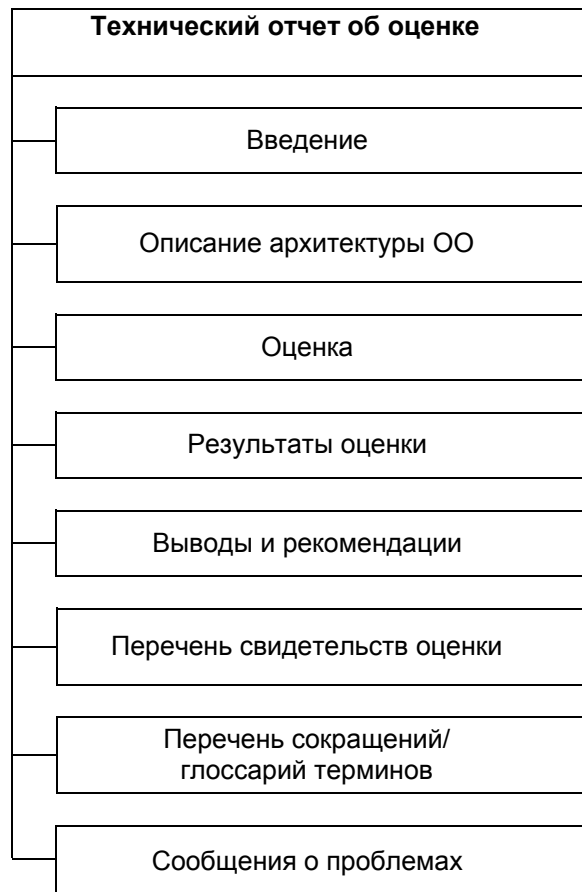 Технический отчет об оценке
Введение
Описание архитектуры ОО
Оценка
Результаты оценки
Выводы и рекомендации
Перечень свидетельств оценки
Перечень сокращений/
глоссарий терминов
Сообщения о проблемах